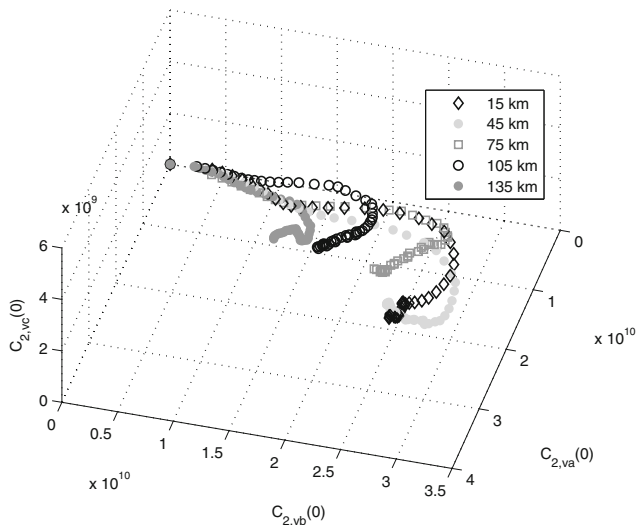 15 km
45 km
75 km
105 km
135 km
x 10^9
6
4
2
0
C_{2,vc}(0)
0
0.5
1
1.5
2
2.5
3
3.5
x 10^10
C_{2,vb}(0)
0
1
2
3
4
x 10^10
C_{2,va}(0)